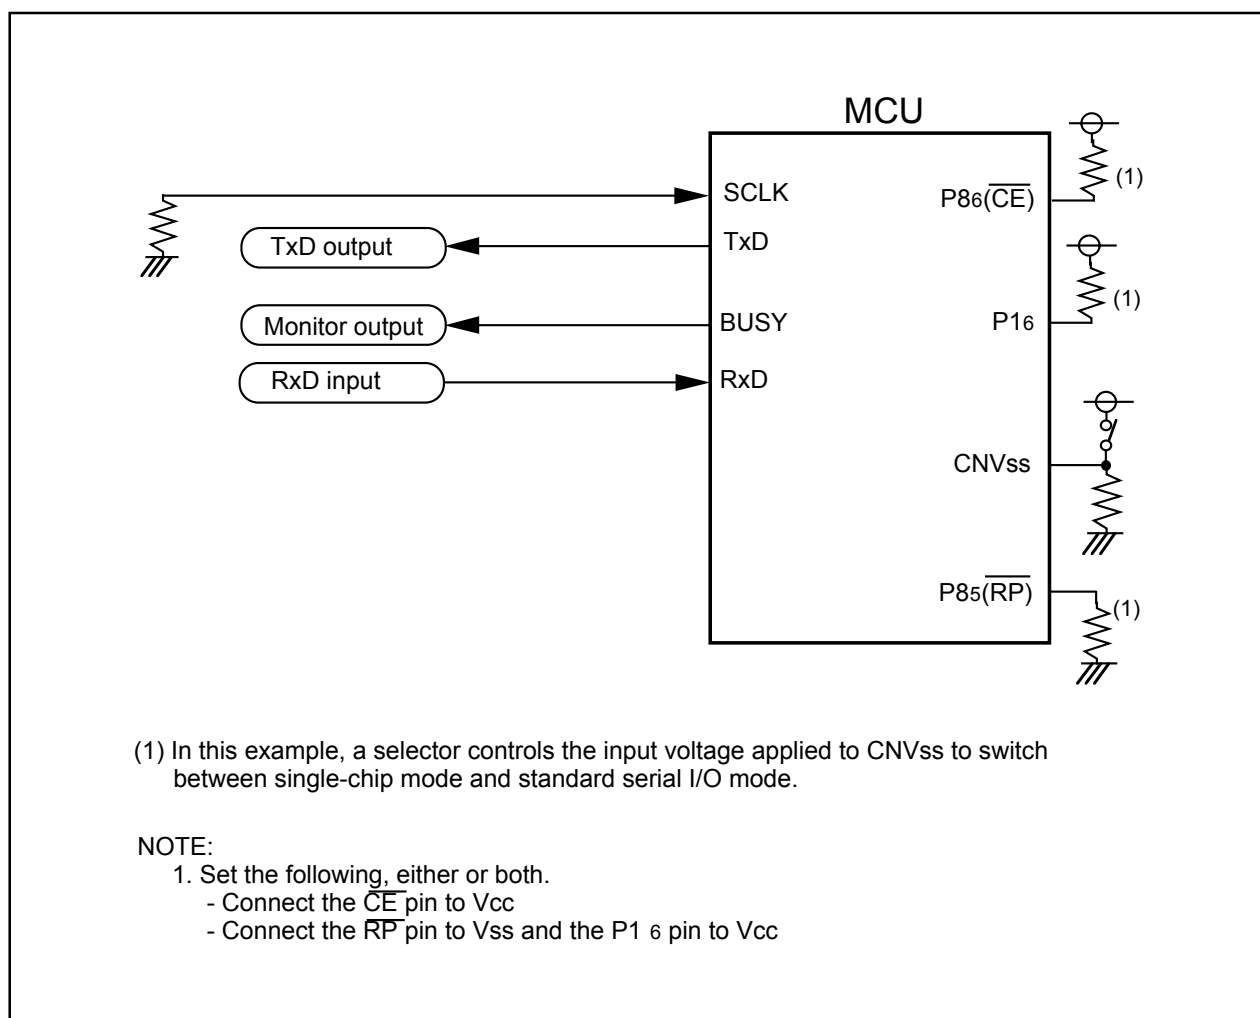 MCU
SCLK
TxD
BUSY
RxD
TxD output
Monitor output
RxD input
P86(CE)
(1)
P16
(1)
CNVss
P85(RP)
(1)
(1) In this example, a selector controls the input voltage applied to CNVss to switch
between single-chip mode and standard serial I/O mode.
NOTE:
1. Set the following, either or both.
- Connect the CE pin to Vcc
- Connect the RP pin to Vss and the P1 6 pin to Vcc